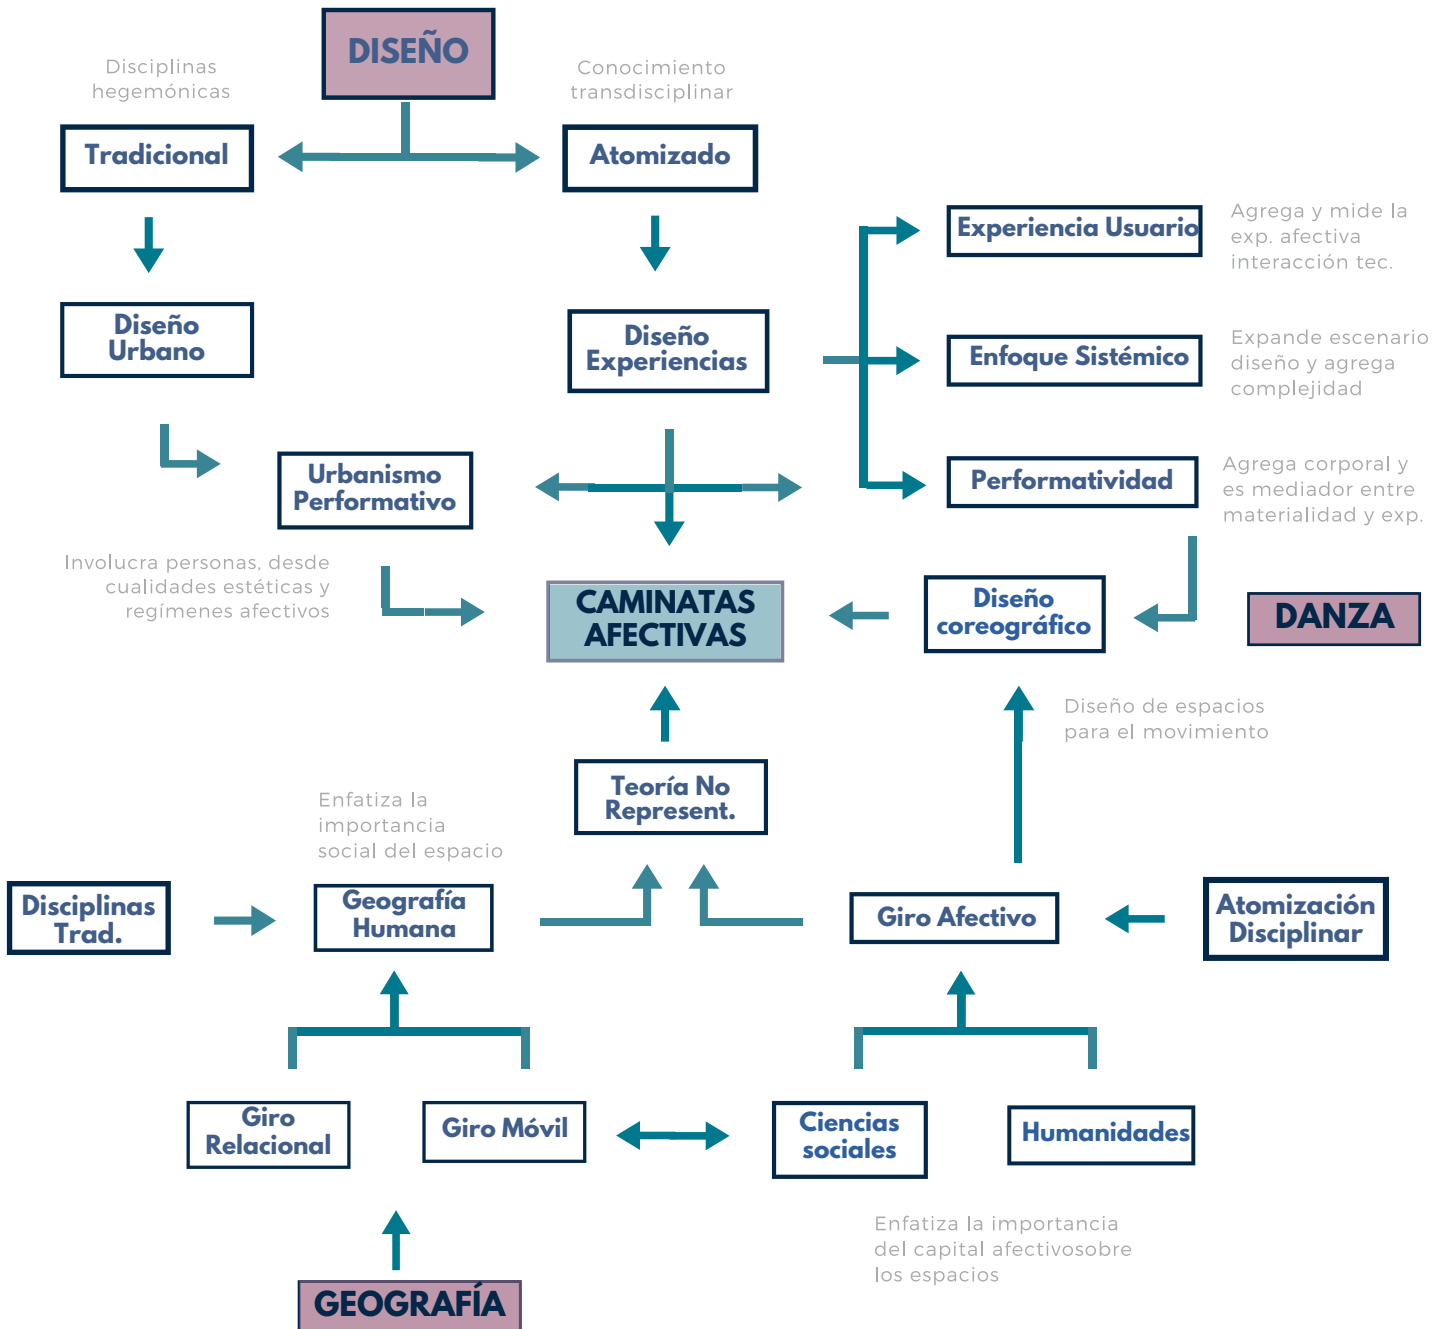 DISEÑO
Disciplinas
hegemónicas
Conocimiento
transdisciplinar
Tradicional
Atomizado
Experiencia Usuario
Agrega y mide la
exp. afectiva
interacción tec.
Diseño
Urbano
Diseño
Experiencias
Enfoque Sistémico
Expande escenario
diseño y agrega
complejidad
Urbanismo
Performativo
Performatividad
Agrega corporal y
es mediador entre
materialidad y exp.
Involucra personas, desde
cualidades estéticas y
regímenes afectivos
CAMINATAS
AFECTIVAS
Diseño
coreográfico
DANZA
Diseño de espacios
para el movimiento
Teoría No
Represent.
Enfatiza la
importancia
social del espacio
Disciplinas
Trad.
Geografía
Humana
Giro Afectivo
Atomización
Disciplinar
Giro
Relacional
Giro Móvil
Ciencias
sociales
Humanidades
Enfatiza la importancia
del capital afectivosobre
los espacios
GEOGRAFÍA